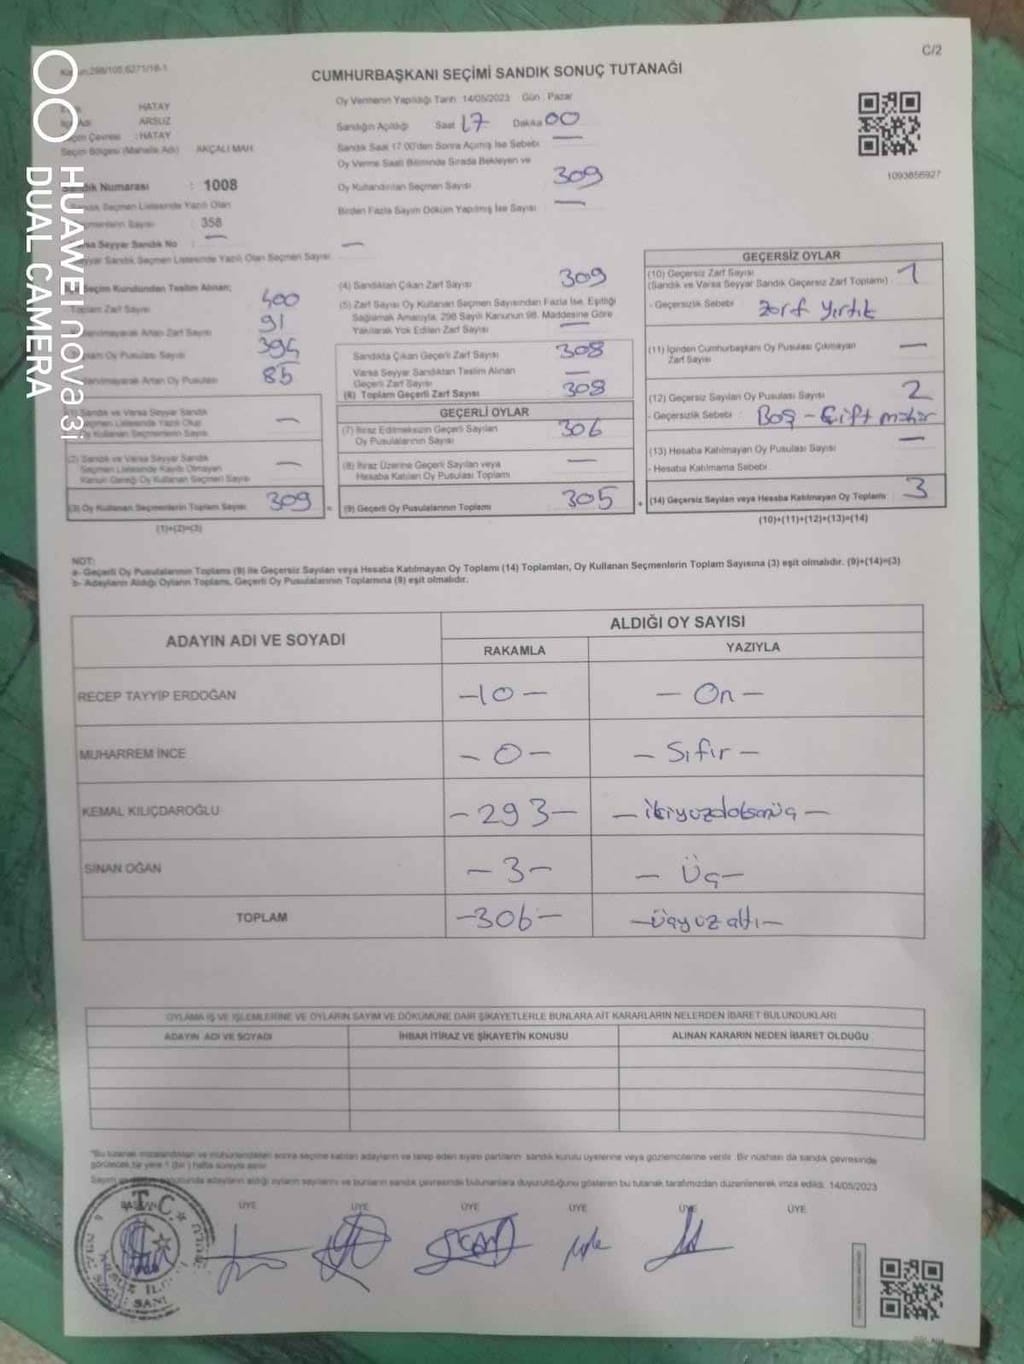 C/2
CUMHURBAŞKANI SEÇİMİ SANDIK SONUÇ TUTANAĞI
HATAY
ARSUZ
Seçim Çevresi : HATAY
Seçim Bölgesi (Mahalle Adı) AKÇALI MAH.
Sandık Numarası : 1008
Sandık Seçmen Listesinde Yazılı Olan
Seçmenlerin Sayısı 358
Varsa Seyyar Sandık No —
Seyyar Sandık Seçmen Listesinde Yazılı Olan Seçmen Sayısı —
Oy Vermenin Yapıldığı Tarih 14/05/2023 Gün : Pazar
Sandığın Açıldığı Saat 17 Dakika 00
Sandık Saat 17:00'den Sonra Açılmış İse Sebebi —
Oy Verme Saati Bitiminde Sırada Bekleyen ve
Oy Kullandırılan Seçmen Sayısı 309
Birden Fazla Sayım Döküm Yapılmış İse Sayısı —
1093856927
Seçim Kurulundan Teslim Alınan;
Toplam Zarf Sayısı 400
Kullanılmayarak Artan Zarf Sayısı 91
Toplam Oy Pusulası Sayısı 394
Kullanılmayarak Artan Oy Pusulası 85
(1) Sandık ve Varsa Seyyar Sandık
Seçmen Listesinde Yazılı Olup
Oy Kullanan Seçmenlerin Sayısı —
(2) Sandık ve Varsa Seyyar Sandık
Seçmen Listesinde Kayıtlı Olmayan
Kanun Gereği Oy Kullanan Seçmen Sayısı —
(3) Oy Kullanan Seçmenlerin Toplam Sayısı 309
(1)+(2)=(3)
(4) Sandıktan Çıkan Zarf Sayısı 309
(5) Zarf Sayısı Oy Kullanan Seçmen Sayısından Fazla İse, Eşitliği
Sağlamak Amacıyla, 298 Sayılı Kanunun 98. Maddesine Göre
Yakılarak Yok Edilen Zarf Sayısı —
Sandıkta Çıkan Geçerli Zarf Sayısı 308
Varsa Seyyar Sandıktan Teslim Alınan
Geçerli Zarf Sayısı —
(6) Toplam Geçerli Zarf Sayısı 308
GEÇERLİ OYLAR
(7) İtiraz Edilmeksizin Geçerli Sayılan
Oy Pusulalarının Sayısı 306
(8) İtiraz Üzerine Geçerli Sayılan veya
Hesaba Katılan Oy Pusulası Toplamı —
(9) Geçerli Oy Pusulalarının Toplamı 305
GEÇERSİZ OYLAR
(10) Geçersiz Zarf Sayısı
(Sandık ve Varsa Seyyar Sandık Geçersiz Zarf Toplamı) 1
- Geçersizlik Sebebi : Zarf yırtık
(11) İçinden Cumhurbaşkanı Oy Pusulası Çıkmayan
Zarf Sayısı —
(12) Geçersiz Sayılan Oy Pusulası Sayısı 2
- Geçersizlik Sebebi : Boş - Çift mühür
(13) Hesaba Katılmayan Oy Pusulası Sayısı —
- Hesaba Katılmama Sebebi
(14) Geçersiz Sayılan veya Hesaba Katılmayan Oy Toplamı 3
(10)+(11)+(12)+(13)=(14)
NOT:
a- Geçerli Oy Pusulalarının Toplamı (9) ile Geçersiz Sayılan veya Hesaba Katılmayan Oy Toplamı (14) Toplamları, Oy Kullanan Seçmenlerin Toplam Sayısına (3) eşit olmalıdır. (9)+(14)=(3)
b- Adayların Aldığı Oyların Toplamı, Geçerli Oy Pusulalarının Toplamına (9) eşit olmalıdır.
ADAYIN ADI VE SOYADI
ALDIĞI OY SAYISI
RAKAMLA YAZIYLA
RECEP TAYYİP ERDOĞAN -10- -On-
MUHARREM İNCE -0- -Sıfır-
KEMAL KILIÇDAROĞLU -293- -ikiyüzdoksanüç-
SİNAN OĞAN -3- -Üç-
TOPLAM -306- -üçyüzaltı-
OYLAMA İŞ VE İŞLEMLERİNE VE OYLARIN SAYIM VE DÖKÜMÜNE DAİR ŞİKAYETLERLE BUNLARA AİT KARARLARIN NELERDEN İBARET BULUNDUKLARI
ADAYIN ADI VE SOYADI İHBAR İTİRAZ VE ŞİKAYETİN KONUSU ALINAN KARARIN NEDEN İBARET OLDUĞU
"Bu tutanak imzalandıktan ve mühürlendikten sonra seçime katılan adayların ve talep eden siyasi partilerin sandık kurulu üyelerine veya gözlemcilerine verilir. Bir nüshası da sandık çevresinde
görülecek bir yere 1 (bir) hafta süreyle asılır.
adayların aldığı oyların sayılarını ve bunların sandık çevresinde bulunanlara duyurulduğunu gösteren bu tutanak tarafımızdan düzenlenerek imza edildi. 14/05/2023
ÜYE ÜYE ÜYE ÜYE ÜYE ÜYE
T.C.
HUAWEI nova 3i
DUAL CAMERA